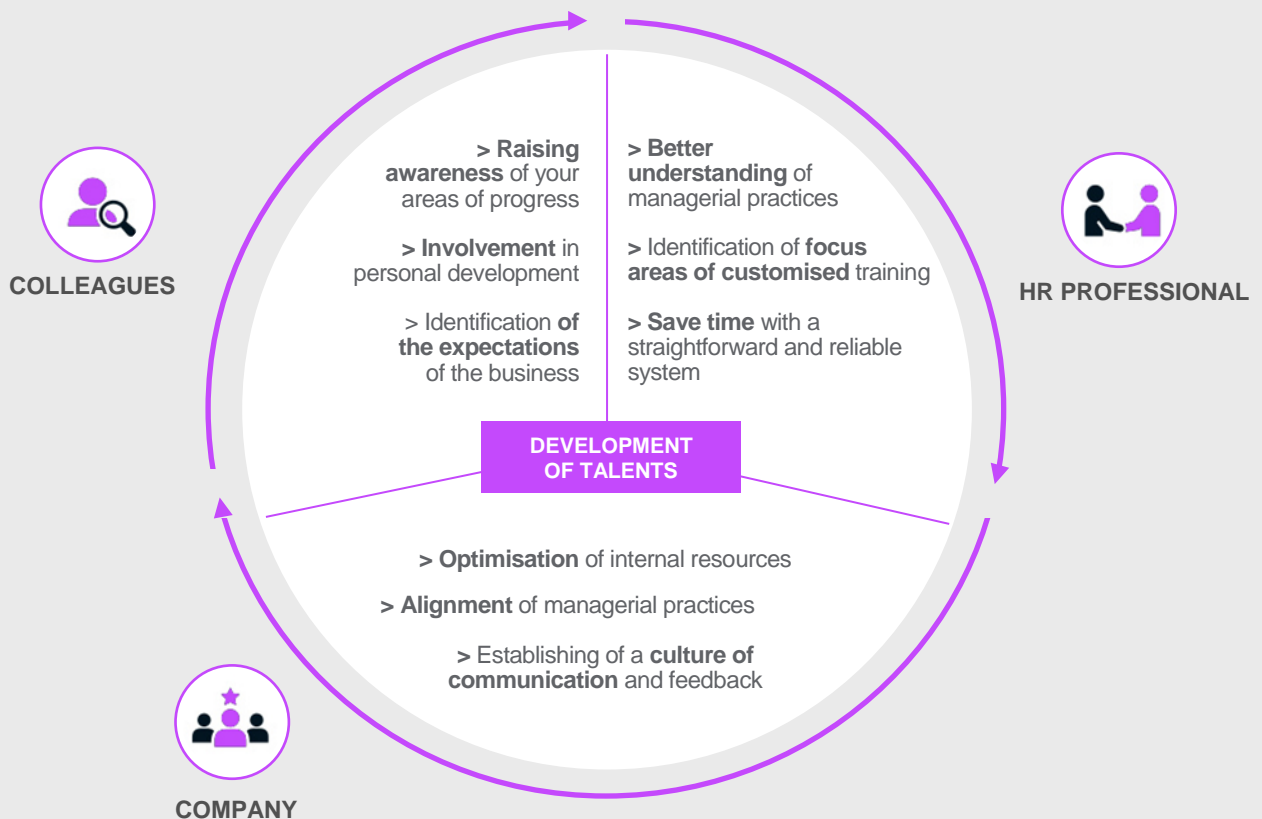 > Raising
awareness of your
areas of progress
> Involvement in
personal development
> Identification of
the expectations
of the business
> Better
understanding of
managerial practices
> Identification of focus
areas of customised training
> Save time with a
straightforward and reliable
system
COLLEAGUES
HR PROFESSIONAL
DEVELOPMENT
OF TALENTS
> Optimisation of internal resources
> Alignment of managerial practices
> Establishing of a culture of
communication and feedback
COMPANY